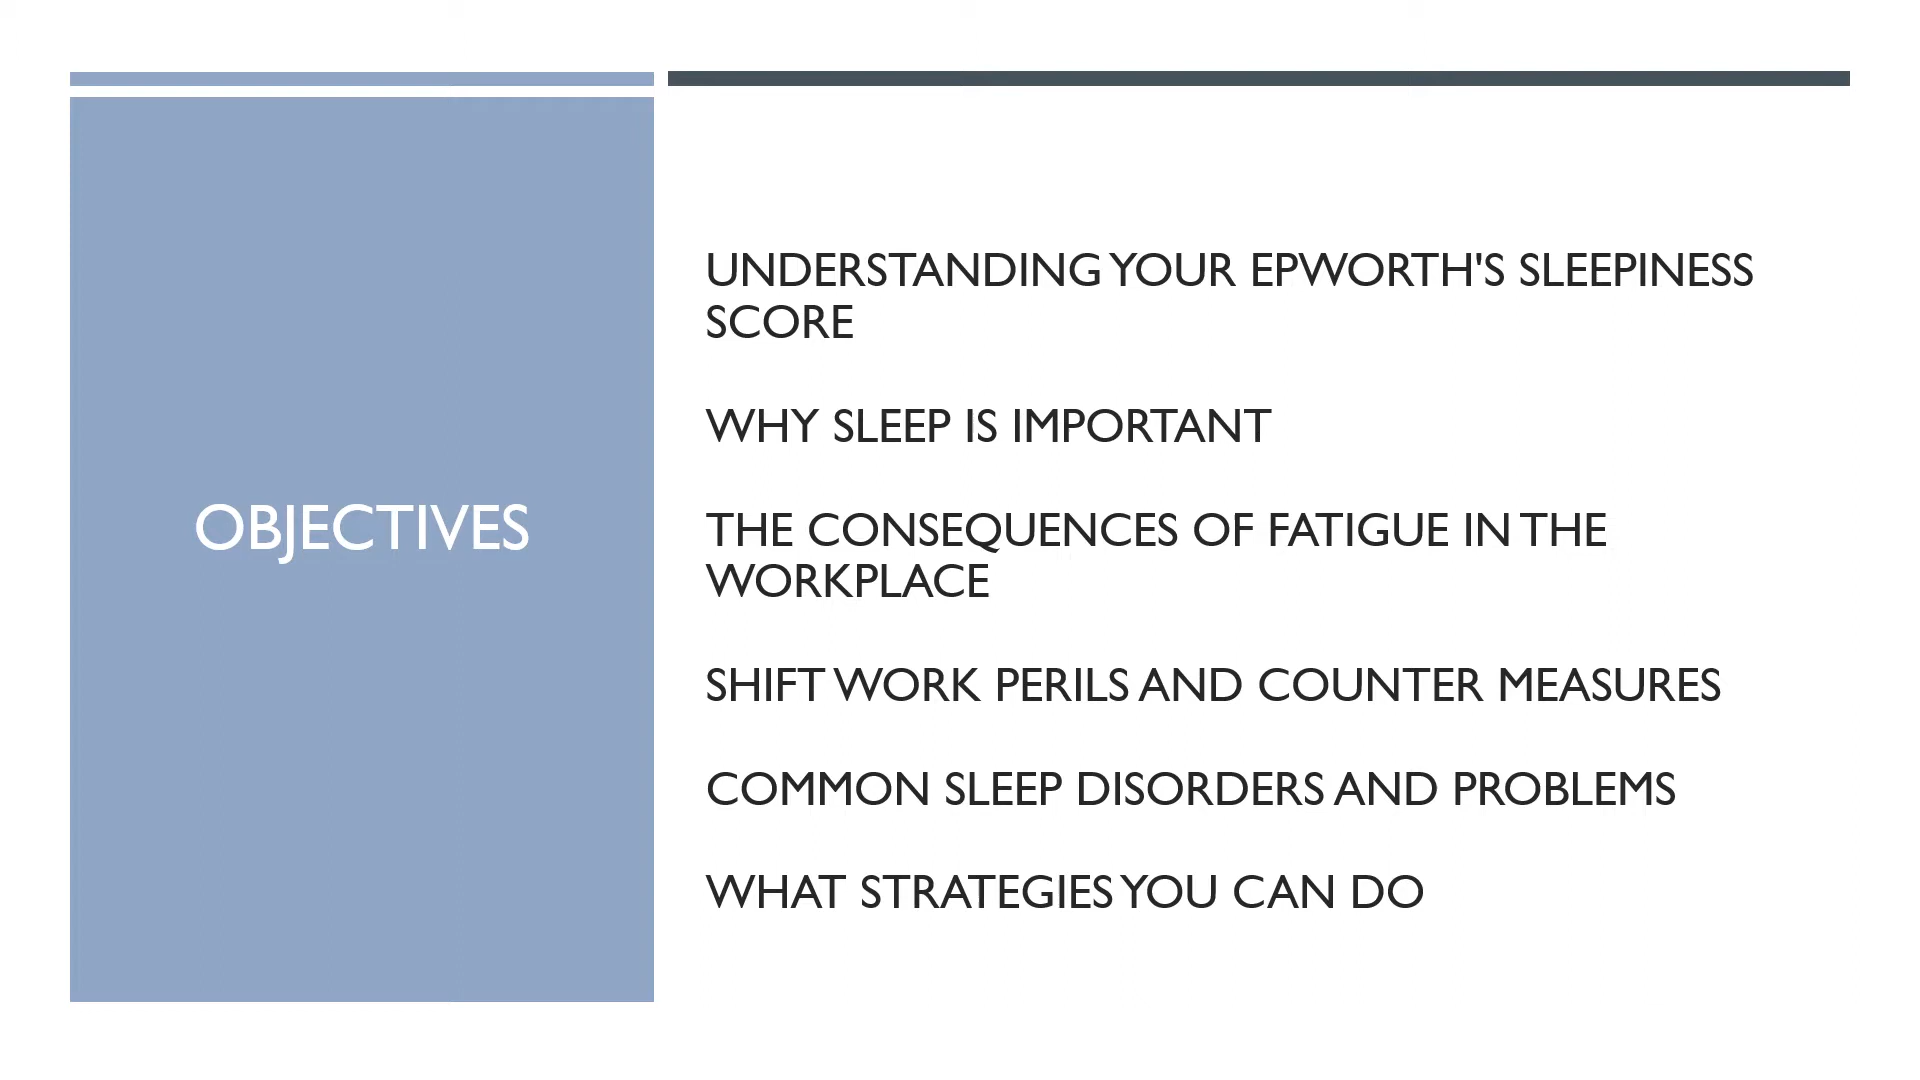 OBJECTIVES
UNDERSTANDING YOUR EPWORTH'S SLEEPINESS
SCORE
WHY SLEEP IS IMPORTANT
THE CONSEQUENCES OF FATIGUE IN THE
WORKPLACE
SHIFT WORK PERILS AND COUNTER MEASURES
COMMON SLEEP DISORDERS AND PROBLEMS
WHAT STRATEGIES YOU CAN DO